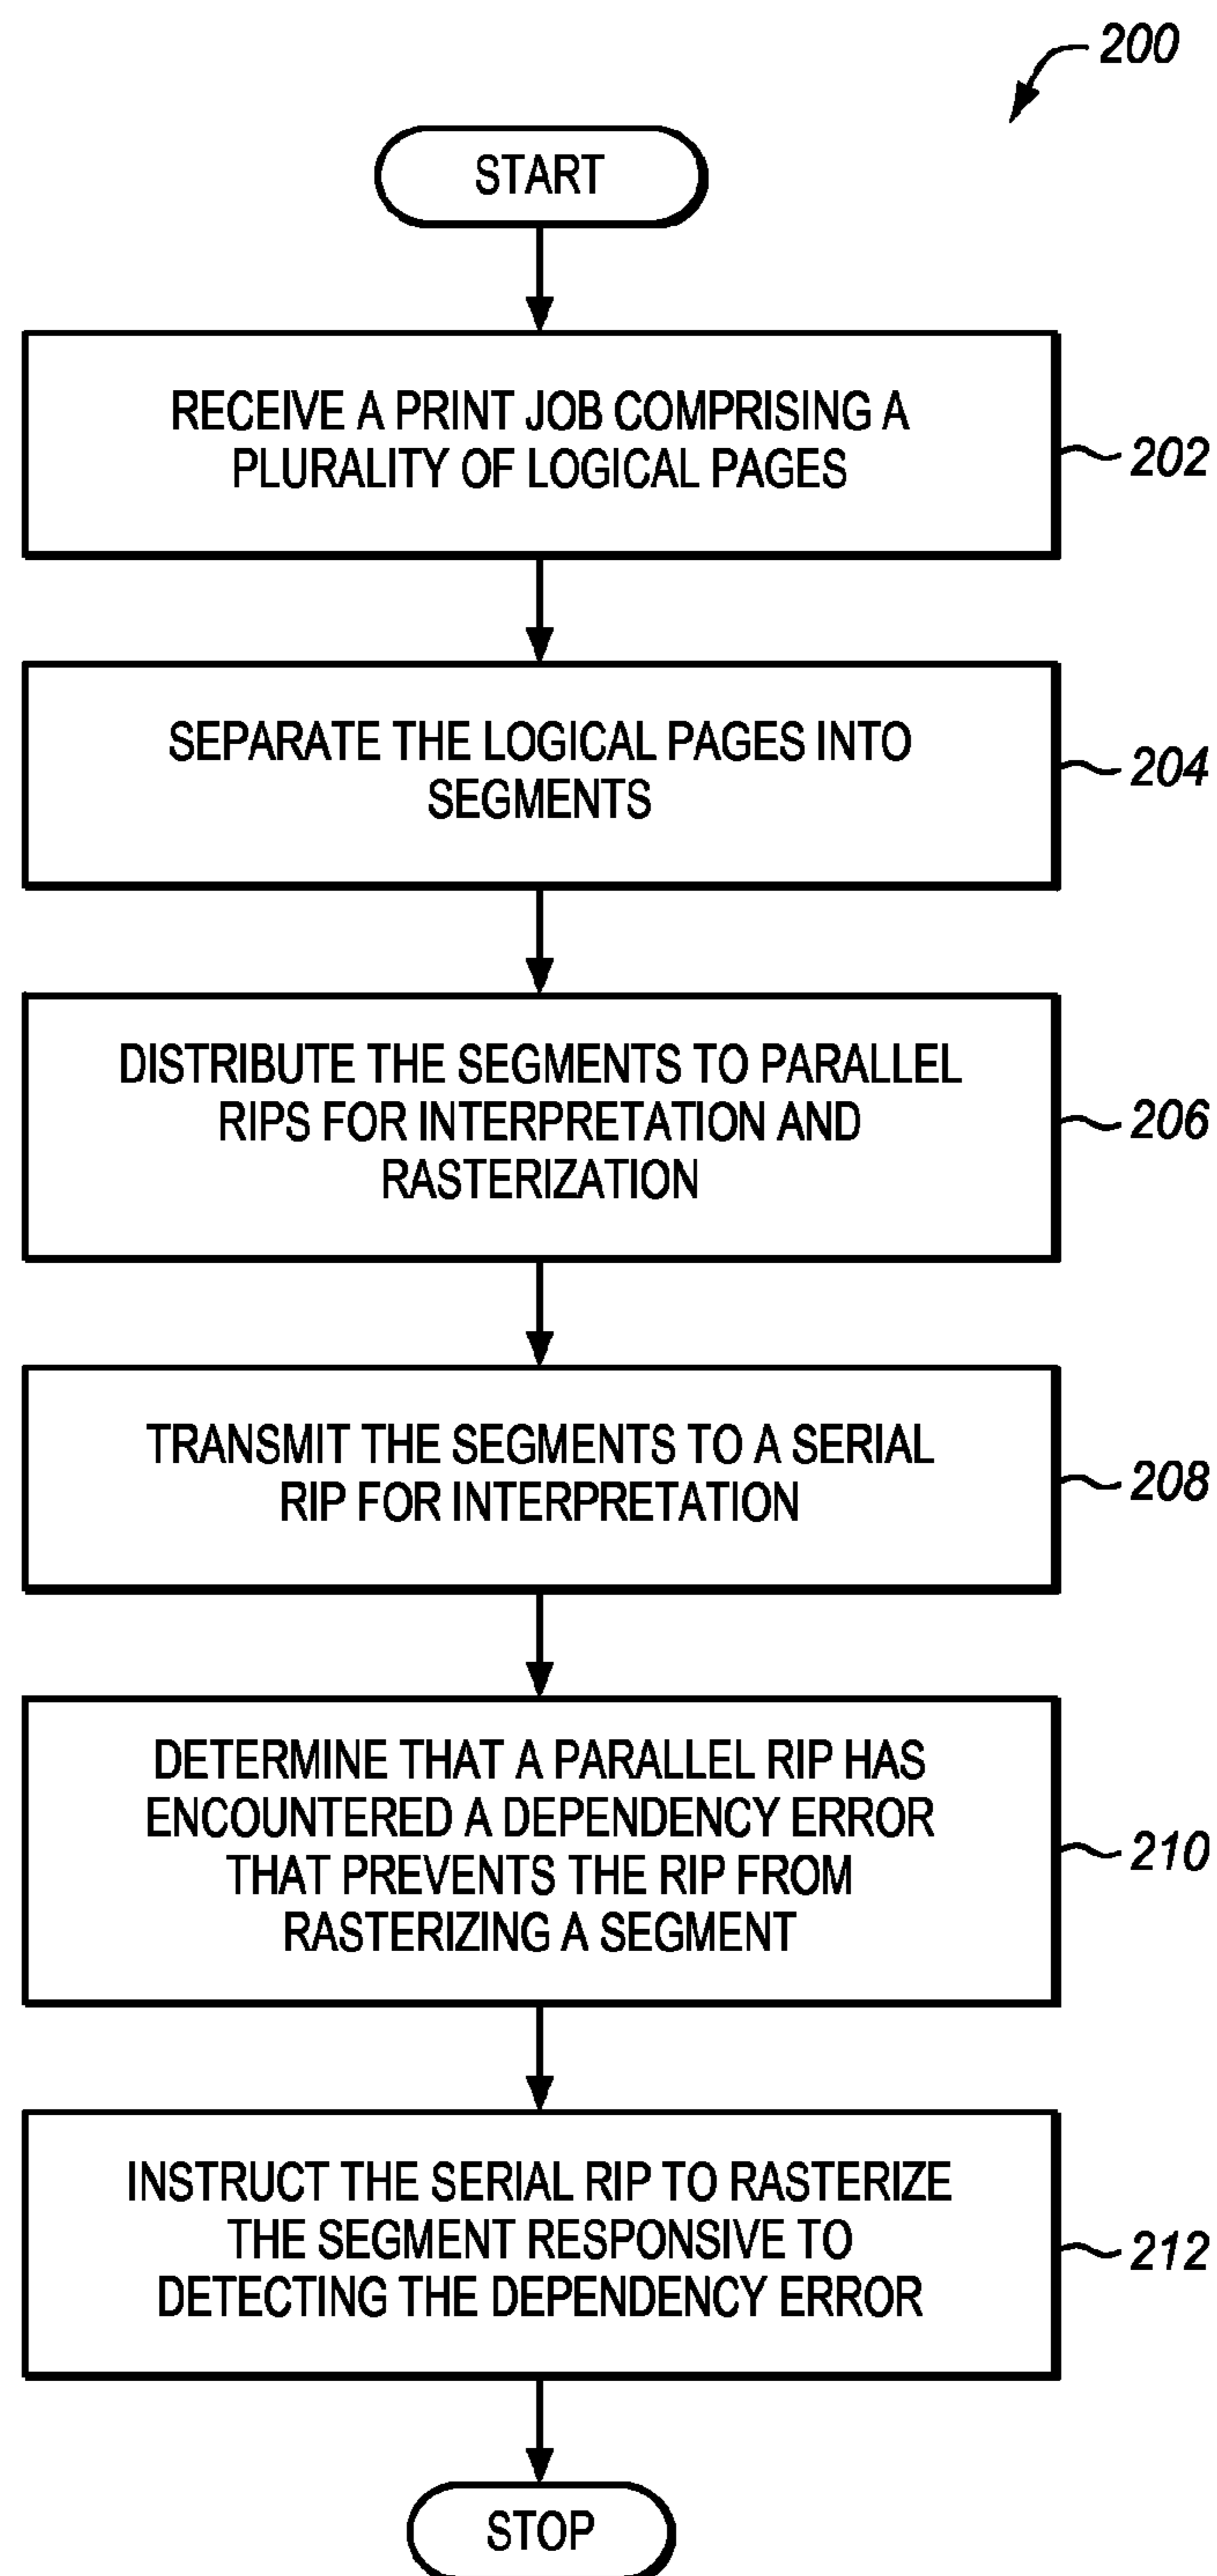 200
START
RECEIVE A PRINT JOB COMPRISING A
PLURALITY OF LOGICAL PAGES
202
SEPARATE THE LOGICAL PAGES INTO
SEGMENTS
204
DISTRIBUTE THE SEGMENTS TO PARALLEL
RIPS FOR INTERPRETATION AND
RASTERIZATION
206
TRANSMIT THE SEGMENTS TO A SERIAL
RIP FOR INTERPRETATION
208
DETERMINE THAT A PARALLEL RIP HAS
ENCOUNTERED A DEPENDENCY ERROR
THAT PREVENTS THE RIP FROM
RASTERIZING A SEGMENT
210
INSTRUCT THE SERIAL RIP TO RASTERIZE
THE SEGMENT RESPONSIVE TO
DETECTING THE DEPENDENCY ERROR
212
STOP